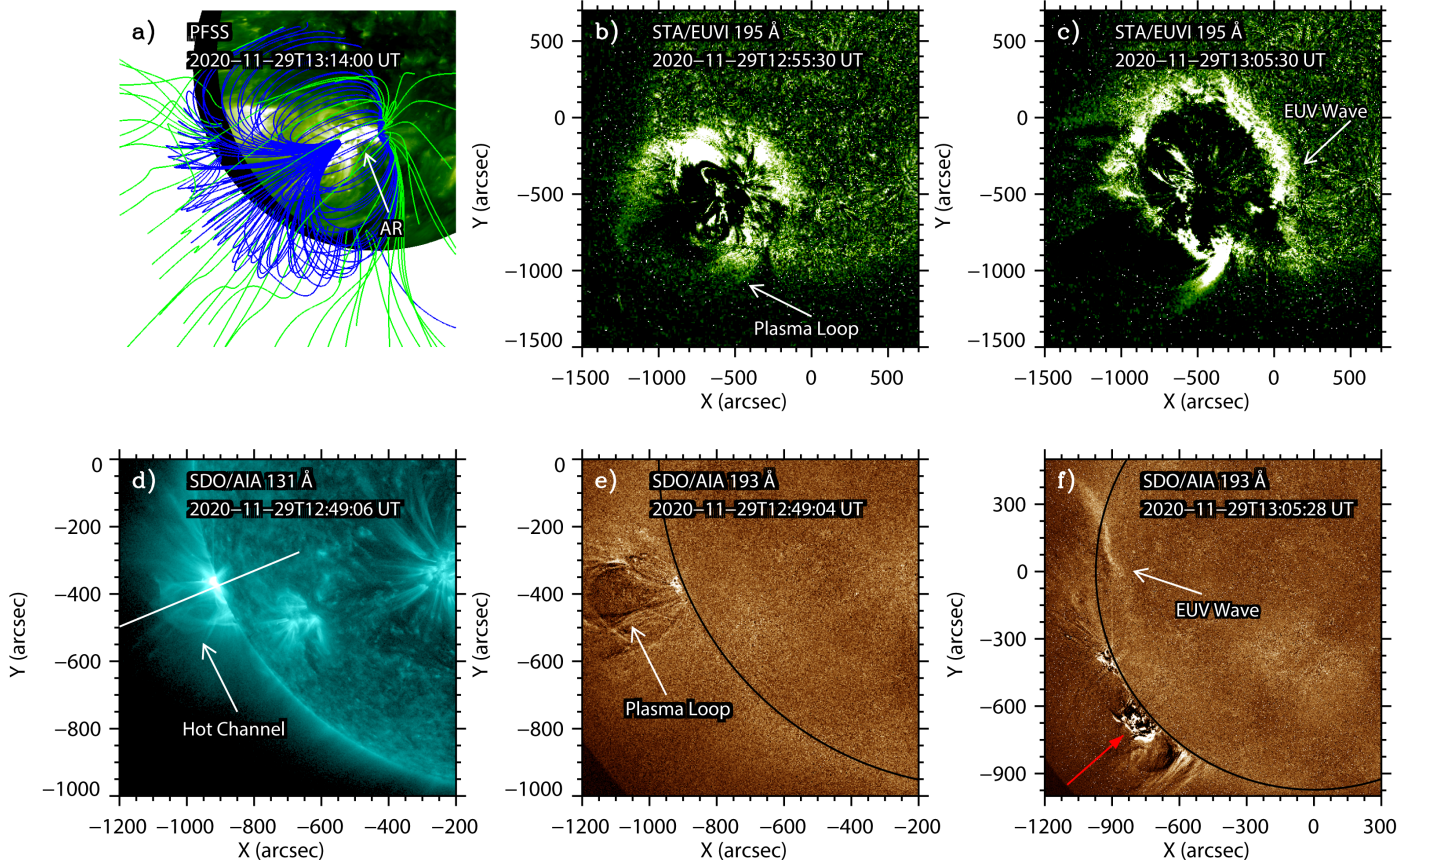 a)
PFSS
2020−11−29T13:14:00 UT
AR
b)
STA/EUVI 195 Å
2020−11−29T12:55:30 UT
Plasma Loop
500
0
−500
−1000
−1500
Y (arcsec)
−1500 −1000 −500 0 500
X (arcsec)
c)
STA/EUVI 195 Å
2020−11−29T13:05:30 UT
EUV Wave
500
0
−500
−1000
−1500
Y (arcsec)
−1500 −1000 −500 0 500
X (arcsec)
d)
SDO/AIA 131 Å
2020−11−29T12:49:06 UT
Hot Channel
0
−200
−400
−600
−800
−1000
Y (arcsec)
−1200 −1000 −800 −600 −400 −200
X (arcsec)
e)
SDO/AIA 193 Å
2020−11−29T12:49:04 UT
Plasma Loop
0
−200
−400
−600
−800
−1000
Y (arcsec)
−1200 −1000 −800 −600 −400 −200
X (arcsec)
f)
SDO/AIA 193 Å
2020−11−29T13:05:28 UT
EUV Wave
300
0
−300
−600
−900
Y (arcsec)
−1200 −900 −600 −300 0 300
X (arcsec)